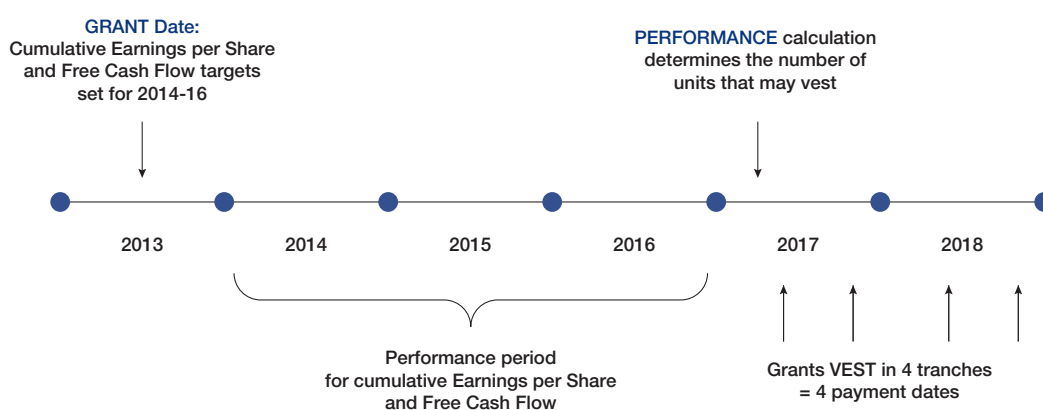 GRANT Date:
Cumulative Earnings per Share
and Free Cash Flow targets
set for 2014-16
PERFORMANCE calculation
determines the number of
units that may vest
2013
2014
2015
2016
2017
2018
Performance period
for cumulative Earnings per Share
and Free Cash Flow
Grants VEST in 4 tranches
= 4 payment dates